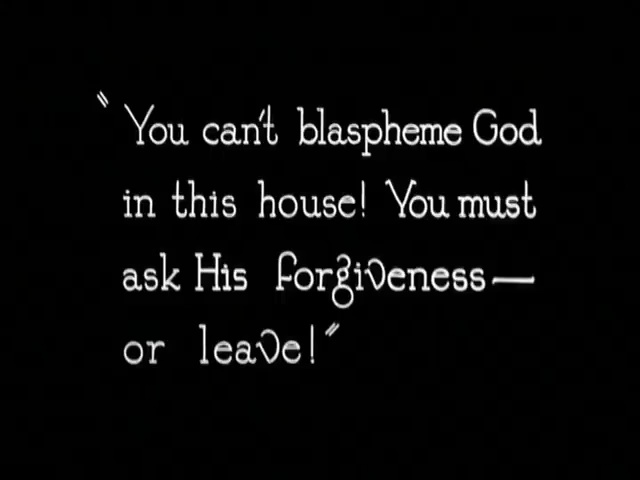 "You can't blaspheme God
in this house! You must
ask His forgiveness—
or leave!"